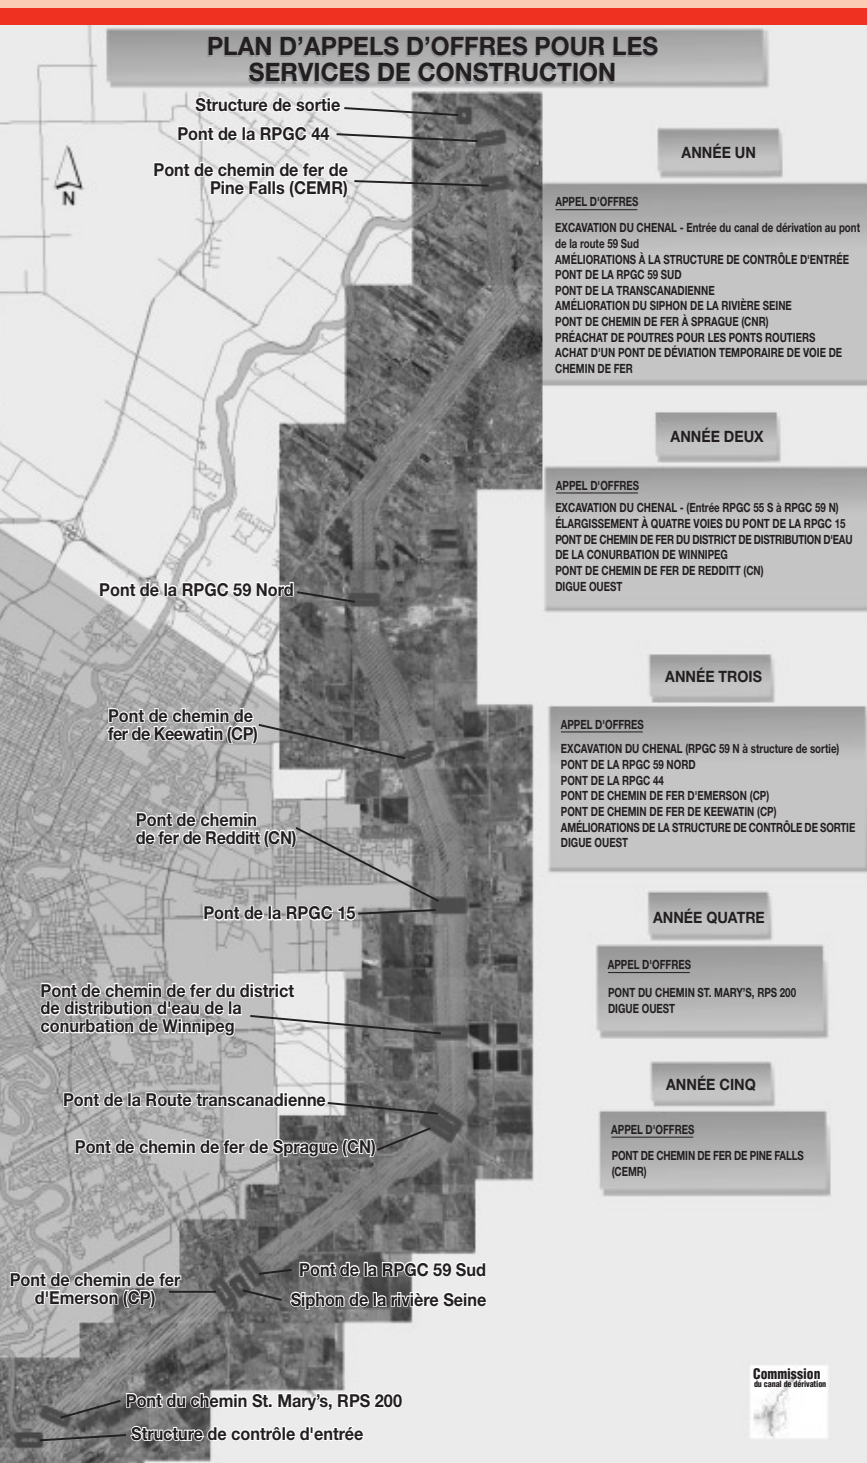 PLAN D'APPELS D'OFFRES POUR LES
SERVICES DE CONSTRUCTION
Structure de sortie
Pont de la RPGC 44
Pont de chemin de fer de
Pine Falls (CEMR)
N
Pont de la RPGC 59 Nord
Pont de chemin de
fer de Keewatin (CP)
Pont de chemin
de fer de Redditt (CN)
Pont de la RPGC 15
Pont de chemin de fer du district
de distribution d'eau de la
conurbation de Winnipeg
Pont de la Route transcanadienne
Pont de chemin de fer de Sprague (CN)
Pont de la RPGC 59 Sud
Pont de chemin de fer
d'Emerson (CP)
Siphon de la rivière Seine
Pont du chemin St. Mary's, RPS 200
Structure de contrôle d'entrée
ANNÉE UN
APPEL D'OFFRES
EXCAVATION DU CHENAL - Entrée du canal de dérivation au pont
de la route 59 Sud
AMÉLIORATIONS À LA STRUCTURE DE CONTRÔLE D'ENTRÉE
PONT DE LA RPGC 59 SUD
PONT DE LA TRANSCANADIENNE
AMÉLIORATION DU SIPHON DE LA RIVIÈRE SEINE
PONT DE CHEMIN DE FER À SPRAGUE (CNR)
PRÉACHAT DE POUTRES POUR LES PONTS ROUTIERS
ACHAT D'UN PONT DE DÉVIATION TEMPORAIRE DE VOIE DE
CHEMIN DE FER
ANNÉE DEUX
APPEL D'OFFRES
EXCAVATION DU CHENAL - (Entrée RPGC 55 S à RPGC 59 N)
ÉLARGISSEMENT À QUATRE VOIES DU PONT DE LA RPGC 15
PONT DE CHEMIN DE FER DU DISTRICT DE DISTRIBUTION D'EAU
DE LA CONURBATION DE WINNIPEG
PONT DE CHEMIN DE FER DE REDDITT (CN)
DIGUE OUEST
ANNÉE TROIS
APPEL D'OFFRES
EXCAVATION DU CHENAL (RPGC 59 N à structure de sortie)
PONT DE LA RPGC 59 NORD
PONT DE LA RPGC 44
PONT DE CHEMIN DE FER D'EMERSON (CP)
PONT DE CHEMIN DE FER DE KEEWATIN (CP)
AMÉLIORATIONS DE LA STRUCTURE DE CONTRÔLE DE SORTIE
DIGUE OUEST
ANNÉE QUATRE
APPEL D'OFFRES
PONT DU CHEMIN ST. MARY'S, RPS 200
DIGUE OUEST
ANNÉE CINQ
APPEL D'OFFRES
PONT DE CHEMIN DE FER DE PINE FALLS
(CEMR)
Commission
du canal de dérivation